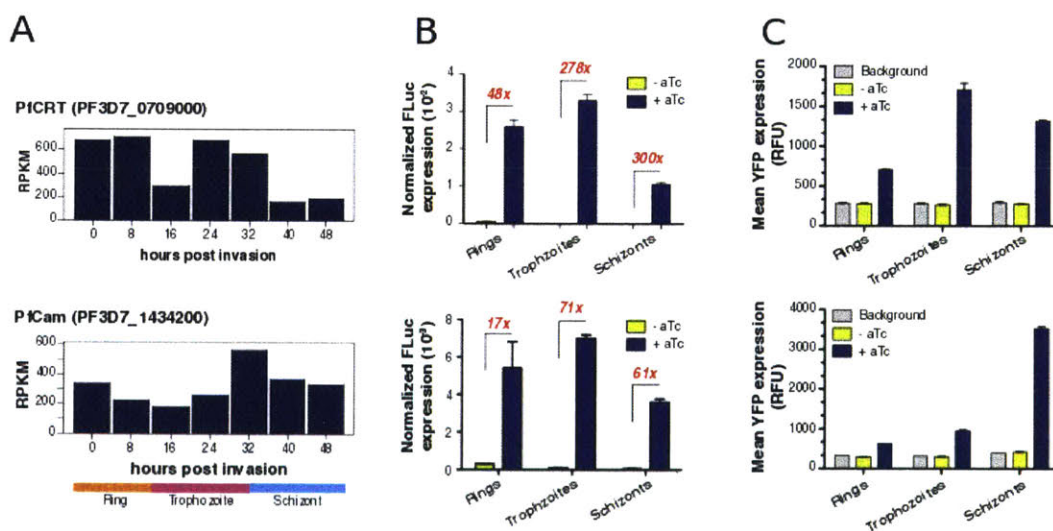 A
PfCRT (PF3D7_0709000)
RPKM
600
400
200
0
0 8 16 24 32 40 48
hours post invasion
PfCam (PF3D7_1434200)
RPKM
600
400
200
0
0 8 16 24 32 40 48
hours post invasion
Ring Trophozoite Schizont
B
Normalized FLuc
expression (10²)
4
3
2
1
0
48x
278x
300x
- aTc
+ aTc
Rings
Trophzoites
Schizonts
Normalized FLuc
expression (10³)
8
6
4
2
0
17x
71x
61x
- aTc
+ aTc
Rings
Trophzoites
Schizonts
C
Mean YFP expression
(RFU)
2000
1500
1000
500
0
Background
- aTc
+ aTc
Rings
Trophozoites
Schizonts
Mean YFP expression
(RFU)
4000
3000
2000
1000
0
Background
- aTc
+ aTc
Rings
Trophozoites
Schizonts